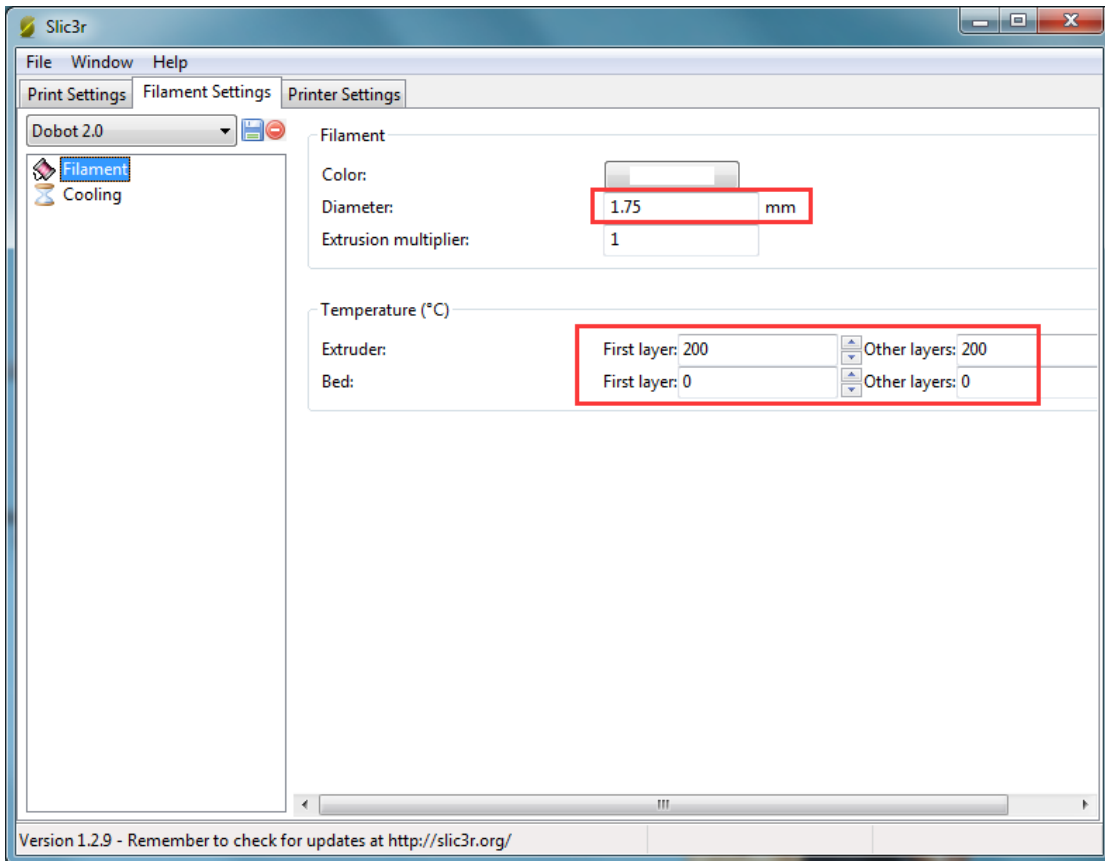 Slic3r
File Window Help
Print Settings Filament Settings Printer Settings
Dobot 2.0
Filament
Cooling
Filament
Color:
Diameter: 1.75 mm
Extrusion multiplier: 1
Temperature (°C)
Extruder: First layer: 200 Other layers: 200
Bed: First layer: 0 Other layers: 0
Version 1.2.9 - Remember to check for updates at http://slic3r.org/